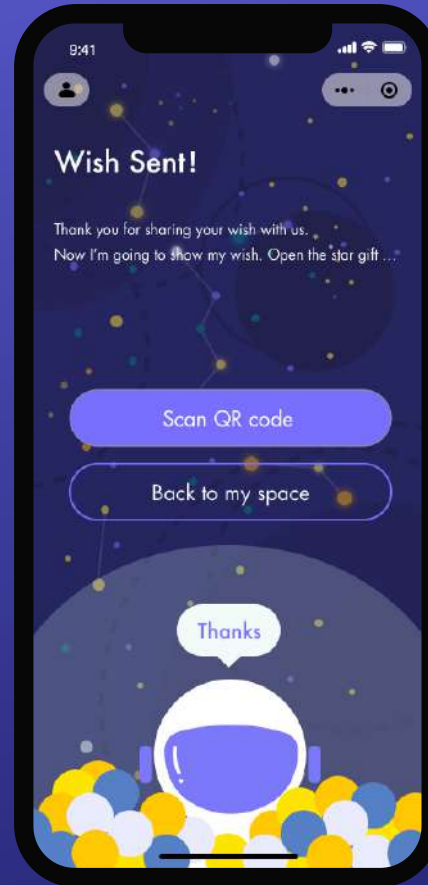 9:41
Wish Sent!
Thank you for sharing your wish with us.
Now I'm going to show my wish. Open the star gift ...
Scan QR code
Back to my space
Thanks